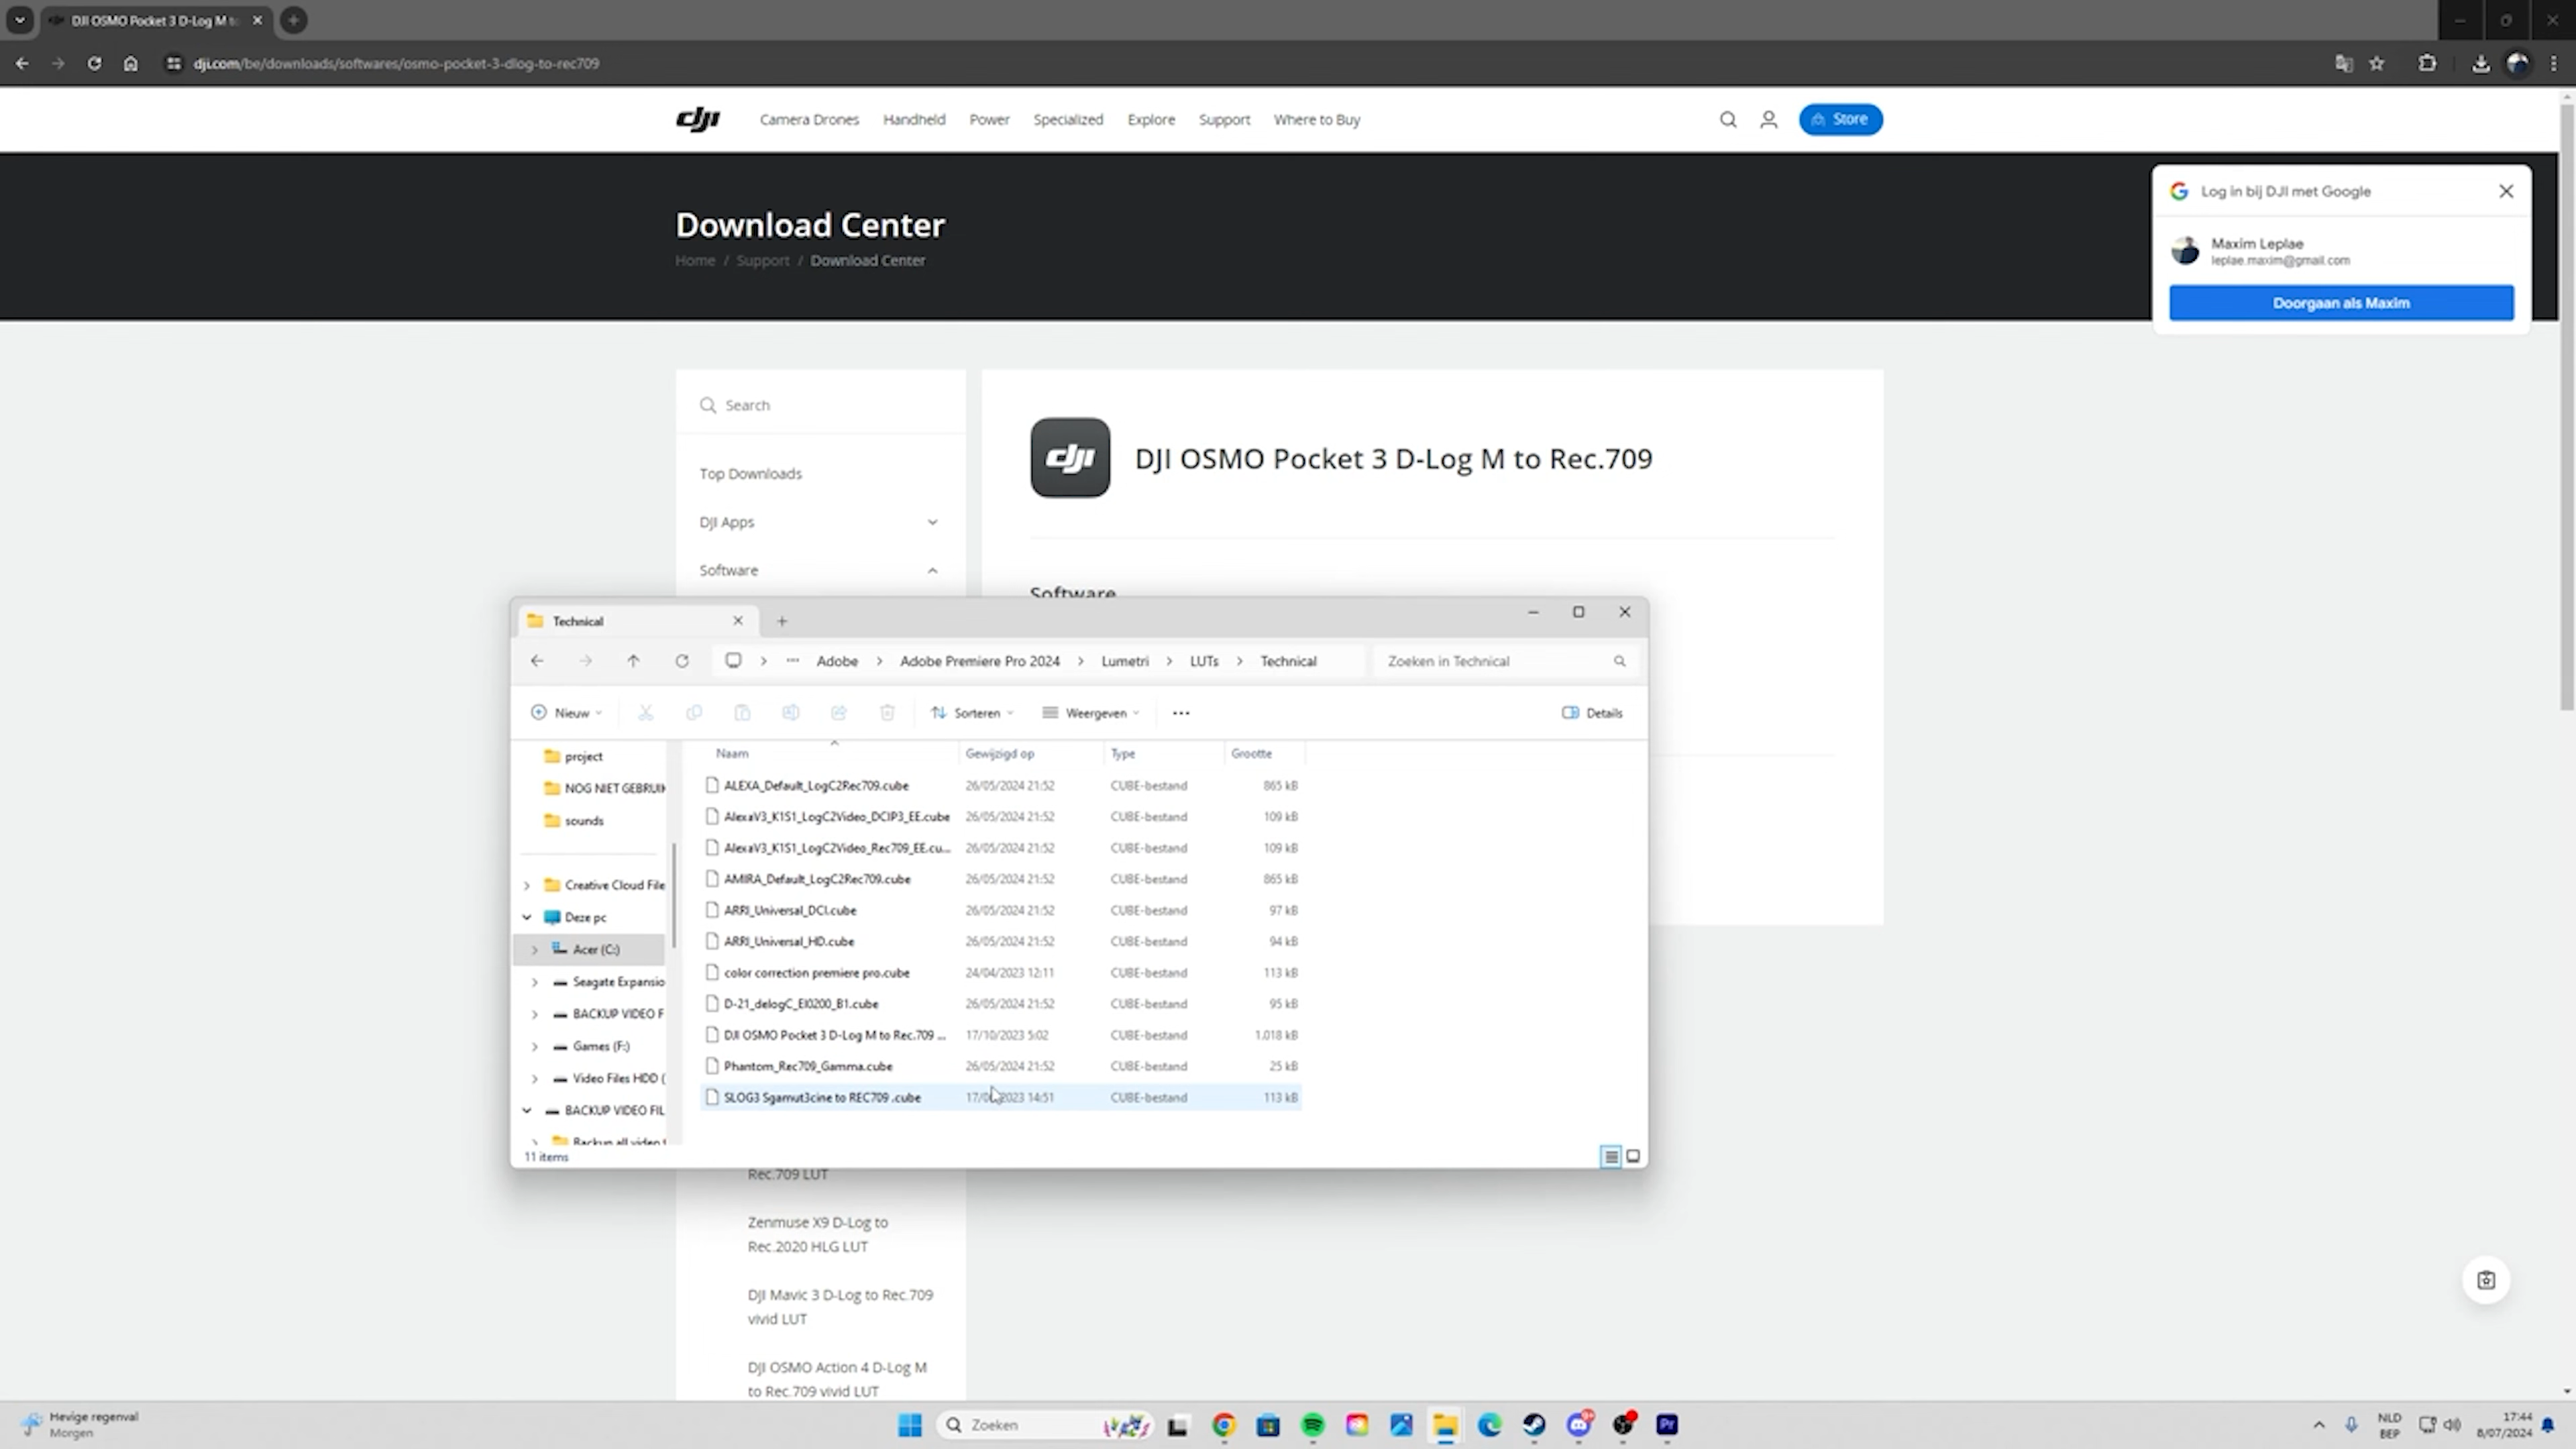 DJI OSMO Pocket 3 D-Log M to
dji.com/be/downloads/softwares/osmo-pocket-3-dlog-to-rec709
dji
Camera Drones
Handheld
Power
Specialized
Explore
Support
Where to Buy
Store
Log in bij DJI met Google
Maxim Leplae
leplae.maxim@gmail.com
Doorgaan als Maxim
Download Center
Home / Support / Download Center
Search
Top Downloads
DJI Apps
Software
dji
DJI OSMO Pocket 3 D-Log M to Rec.709
Software
Technical
Adobe > Adobe Premiere Pro 2024 > Lumetri > LUTs > Technical
Zoeken in Technical
Nieuw
Sorteren
Weergeven
Details
project
NOG NIET GEBRUIK
sounds
Creative Cloud File
Deze pc
Acer (C:)
Seagate Expansio
BACKUP VIDEO F
Games (F:)
Video Files HDD (
BACKUP VIDEO FIL
Backup all video
Naam Gewijzigd op Type Grootte
ALEXA_Default_LogC2Rec709.cube 26/05/2024 21:52 CUBE-bestand 865 kB
AlexaV3_K1S1_LogC2Video_DCIP3_EE.cube 26/05/2024 21:52 CUBE-bestand 109 kB
AlexaV3_K1S1_LogC2Video_Rec709_EE.cu... 26/05/2024 21:52 CUBE-bestand 109 kB
AMIRA_Default_LogC2Rec709.cube 26/05/2024 21:52 CUBE-bestand 865 kB
ARRI_Universal_DCI.cube 26/05/2024 21:52 CUBE-bestand 97 kB
ARRI_Universal_HD.cube 26/05/2024 21:52 CUBE-bestand 94 kB
color correction premiere pro.cube 24/04/2023 12:11 CUBE-bestand 113 kB
D-21_delogC_EI0200_B1.cube 26/05/2024 21:52 CUBE-bestand 95 kB
DJI OSMO Pocket 3 D-Log M to Rec.709 ... 17/10/2023 5:02 CUBE-bestand 1.018 kB
Phantom_Rec709_Gamma.cube 26/05/2024 21:52 CUBE-bestand 25 kB
SLOG3 Sgamut3cine to REC709 .cube 14:51 CUBE-bestand 113 kB
11 items
Rec.709 LUT
Zenmuse X9 D-Log to
Rec.2020 HLG LUT
DJI Mavic 3 D-Log to Rec.709
vivid LUT
DJI OSMO Action 4 D-Log M
to Rec.709 vivid LUT
Hevige regenval
Morgen
Zoeken
Pr
NLD
BEP
17:44
8/07/2024